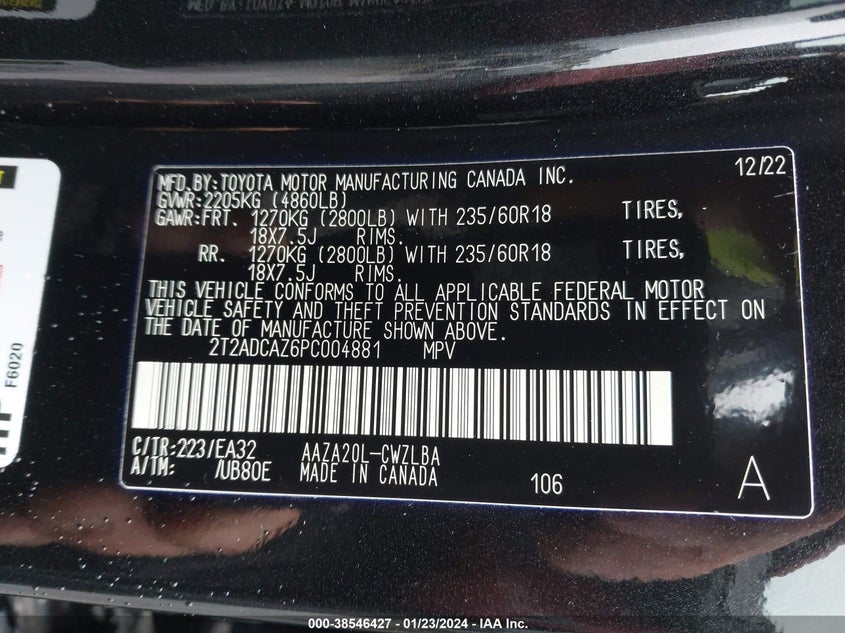 12/22
MFD.BY:TOYOTA MOTOR MANUFACTURING CANADA INC.
GVWR:2205KG (4860LB)
GAWR:FRT. 1270KG (2800LB) WITH 235/60R18 TIRES,
18X7.5J RIMS.
RR. 1270KG (2800LB) WITH 235/60R18 TIRES,
18X7.5J RIMS.
THIS VEHICLE CONFORMS TO ALL APPLICABLE FEDERAL MOTOR
VEHICLE SAFETY AND THEFT PREVENTION STANDARDS IN EFFECT ON
THE DATE OF MANUFACTURE SHOWN ABOVE.
2T2ADCAZ6PC004881 MPV
C/TR:223/EA32 AAZA20L-CWZLBA
A/TM: /UB80E MADE IN CANADA
106 A
F6020
000-38546427 - 01/23/2024 - IAA Inc.